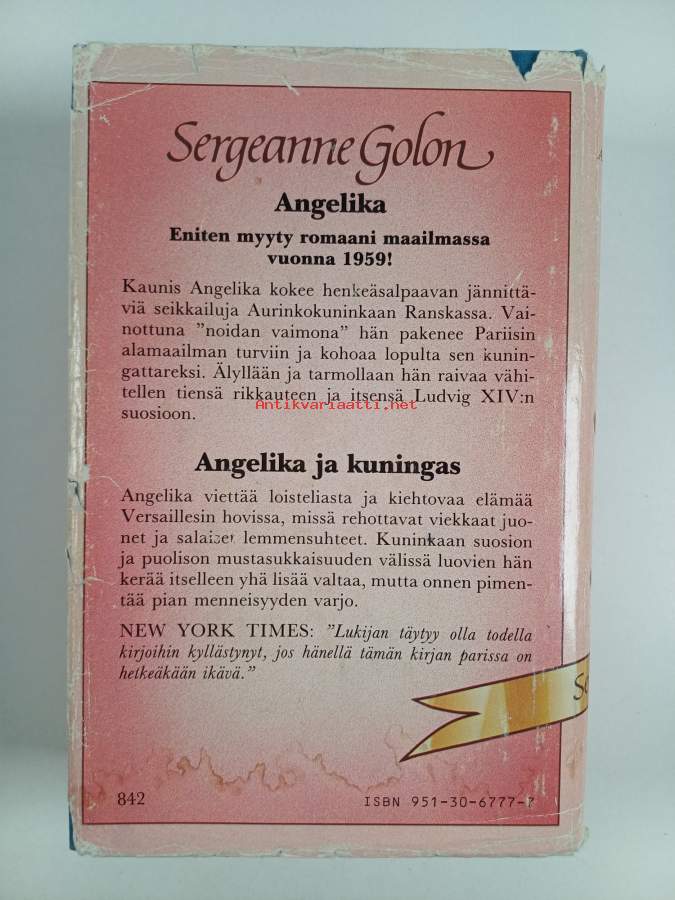 Sergeanne Golon
Angelika
Eniten myyty romaani maailmassa
vuonna 1959!
Kaunis Angelika kokee henkeäsalpaavan jännittä-
viä seikkailuja Aurinkokuninkaan Ranskassa. Vai-
nottuna ”noidan vaimona” hän pakenee Pariisin
alamaailman turviin ja kohoaa lopulta sen kunin-
gattareksi. Älyllään ja tarmollaan hän raivaa vähi-
tellen tiensä rikkauteen ja itsensä Ludvig XIV:n
Antikvariaatti.net
suosioon.
Angelika ja kuningas
Angelika viettää loisteliasta ja kiehtovaa elämää
Versaillesin hovissa, missä rehottavat viekkaat juo-
net ja salaiset lemmensuhteet. Kuninkaan suosion
ja puolison mustasukkaisuuden välissä luovien hän
kerää itselleen yhä lisää valtaa, mutta onnen pimen-
tää pian menneisyyden varjo.
NEW YORK TIMES: ”Lukijan täytyy olla todella
kirjoihin kyllästynyt, jos hänellä tämän kirjan parissa on
hetkeäkään ikävä.”
842
ISBN 951-30-6777-7